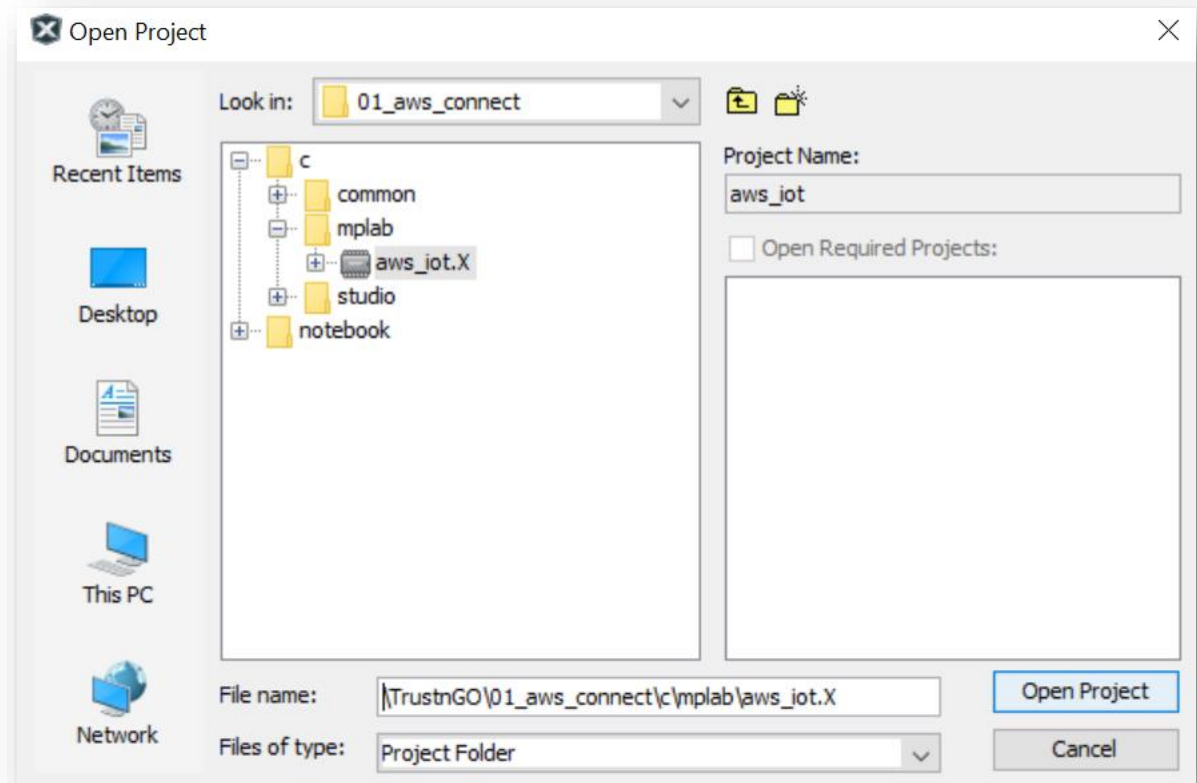 Open Project
Look in:
01_aws_connect
Recent Items
Desktop
Documents
This PC
Network
c
common
mplab
aws_iot.X
studio
notebook
Project Name:
aws_iot
Open Required Projects:
File name:
\TrustnGO\01_aws_connect\c\mplab\aws_iot.X
Open Project
Files of type:
Project Folder
Cancel